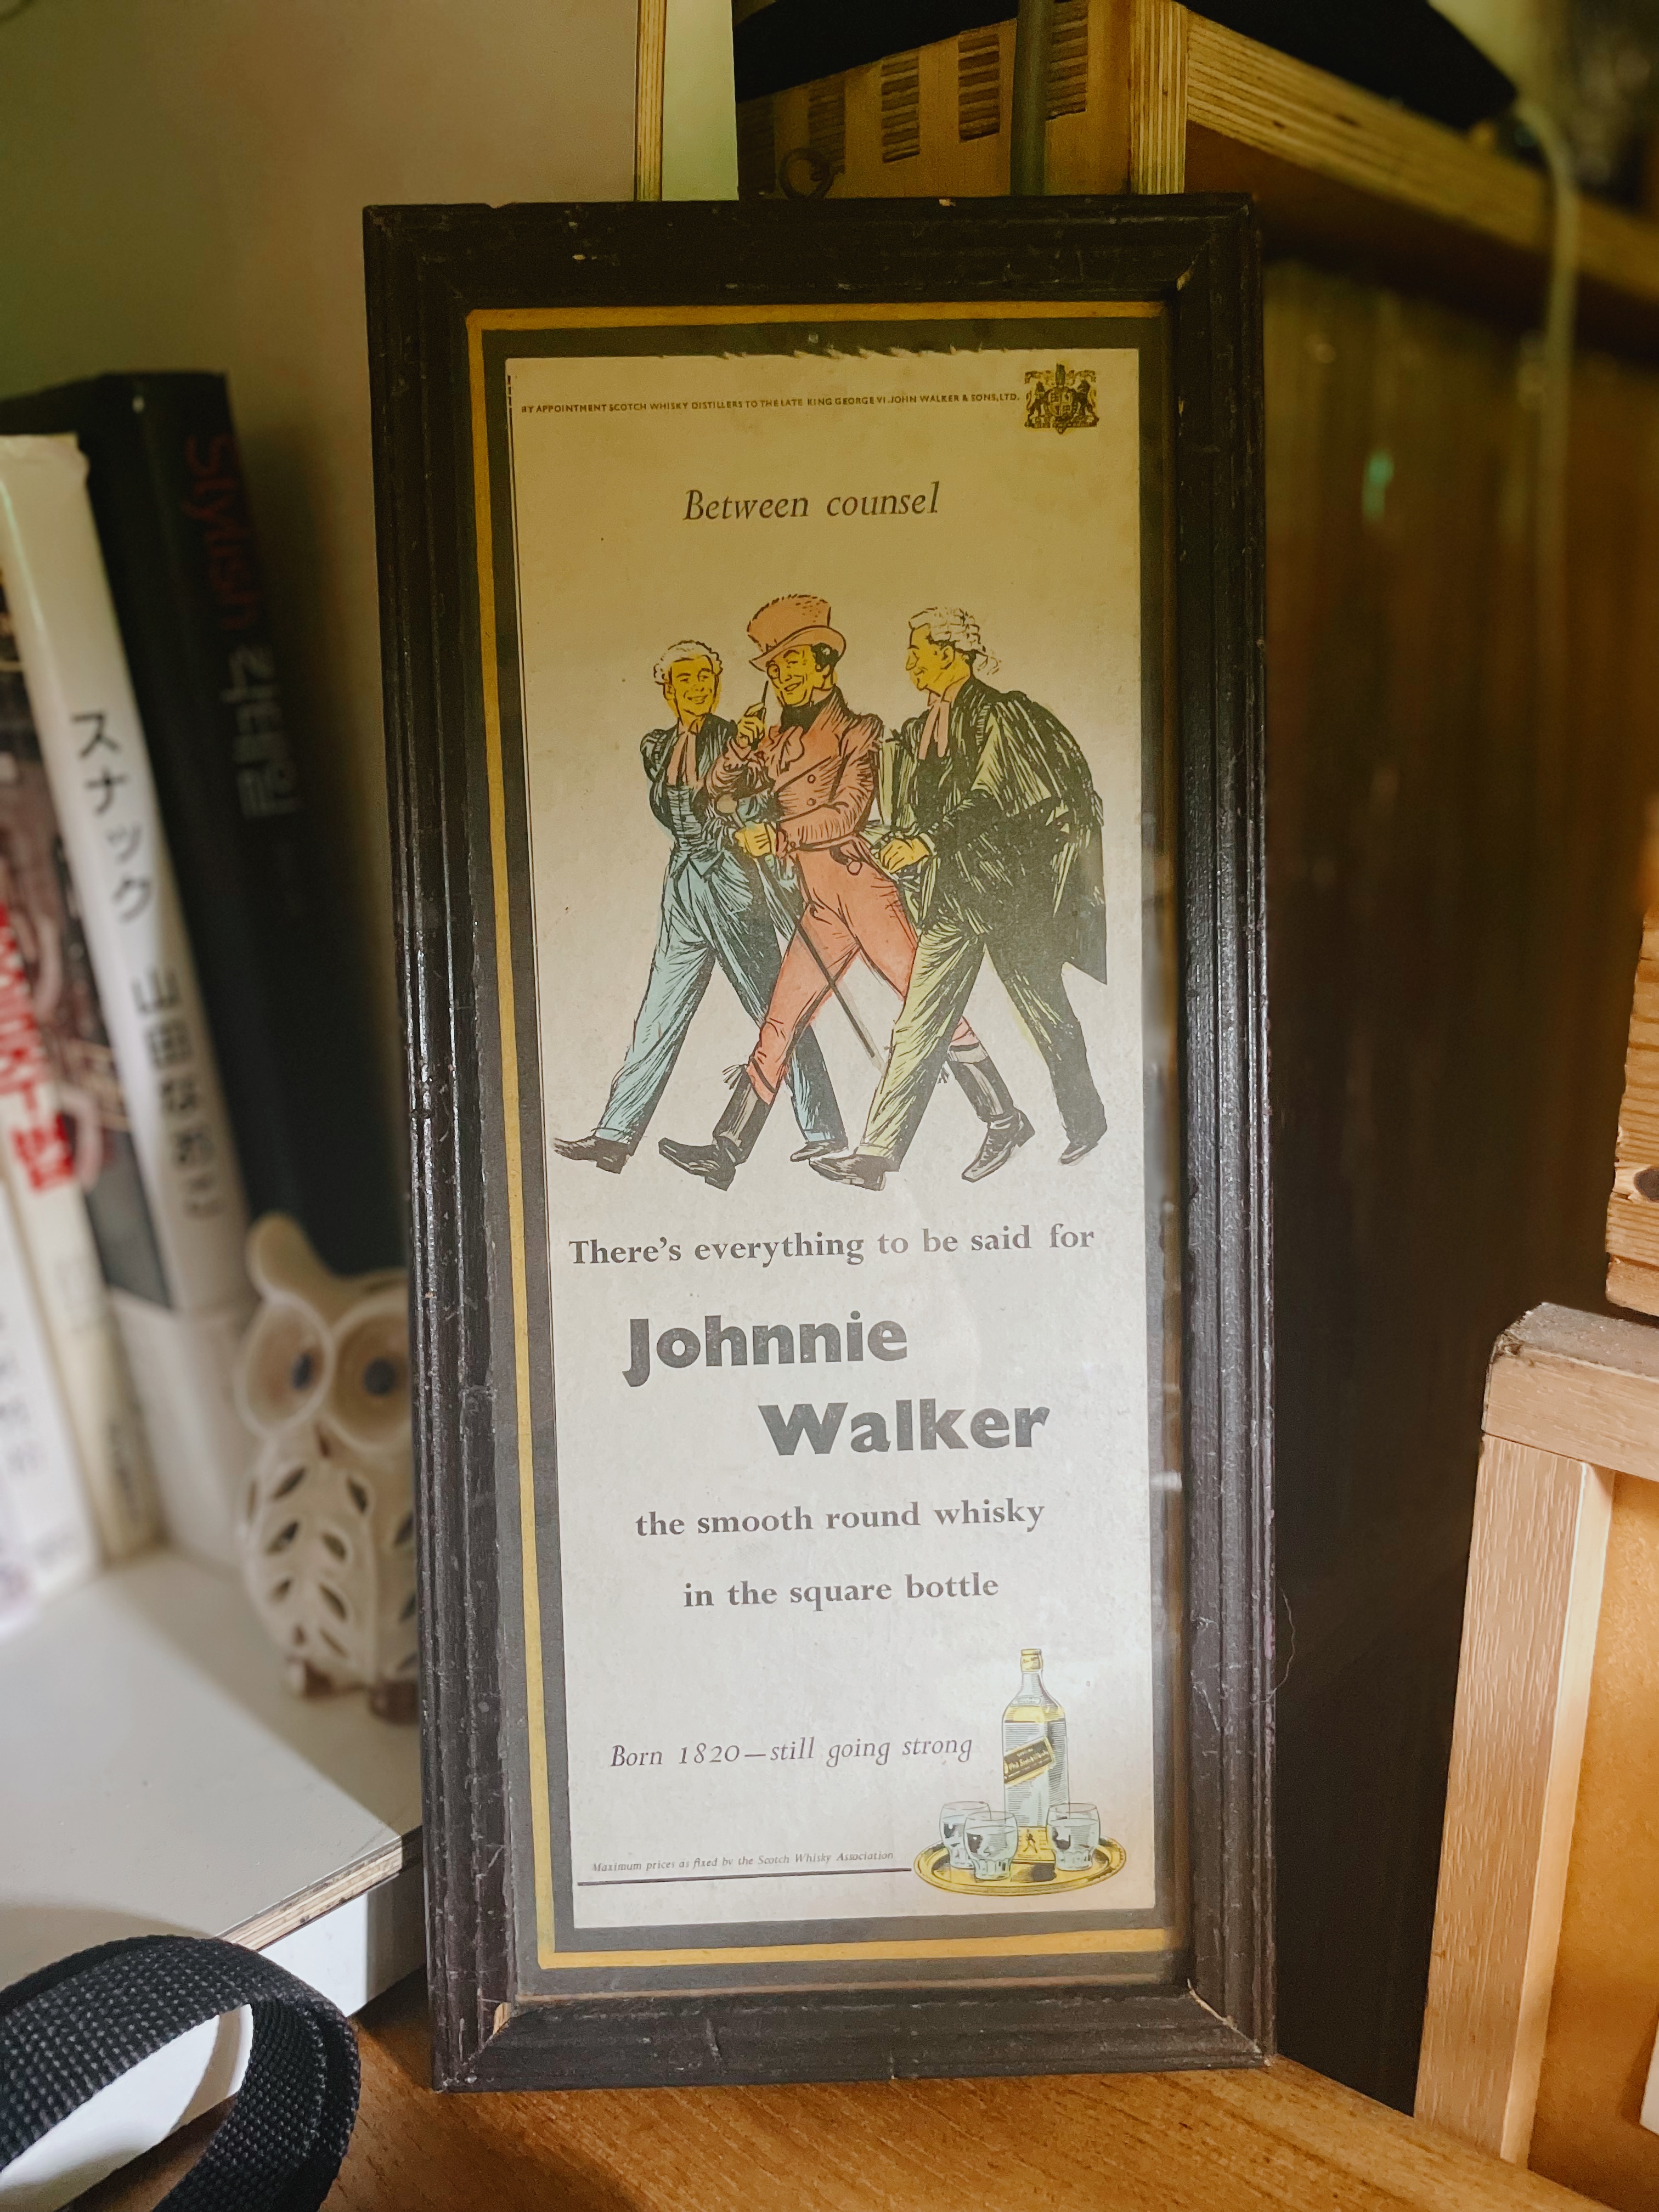 BY APPOINTMENT SCOTCH WHISKY DISTILLERS TO THE LATE KING GEORGE VI. JOHN WALKER & SONS, LTD.
Between counsel
There's everything to be said for
Johnnie
Walker
the smooth round whisky
in the square bottle
Born 1820—still going strong
Maximum prices as fixed by the Scotch Whisky Association
スナック
Stylish